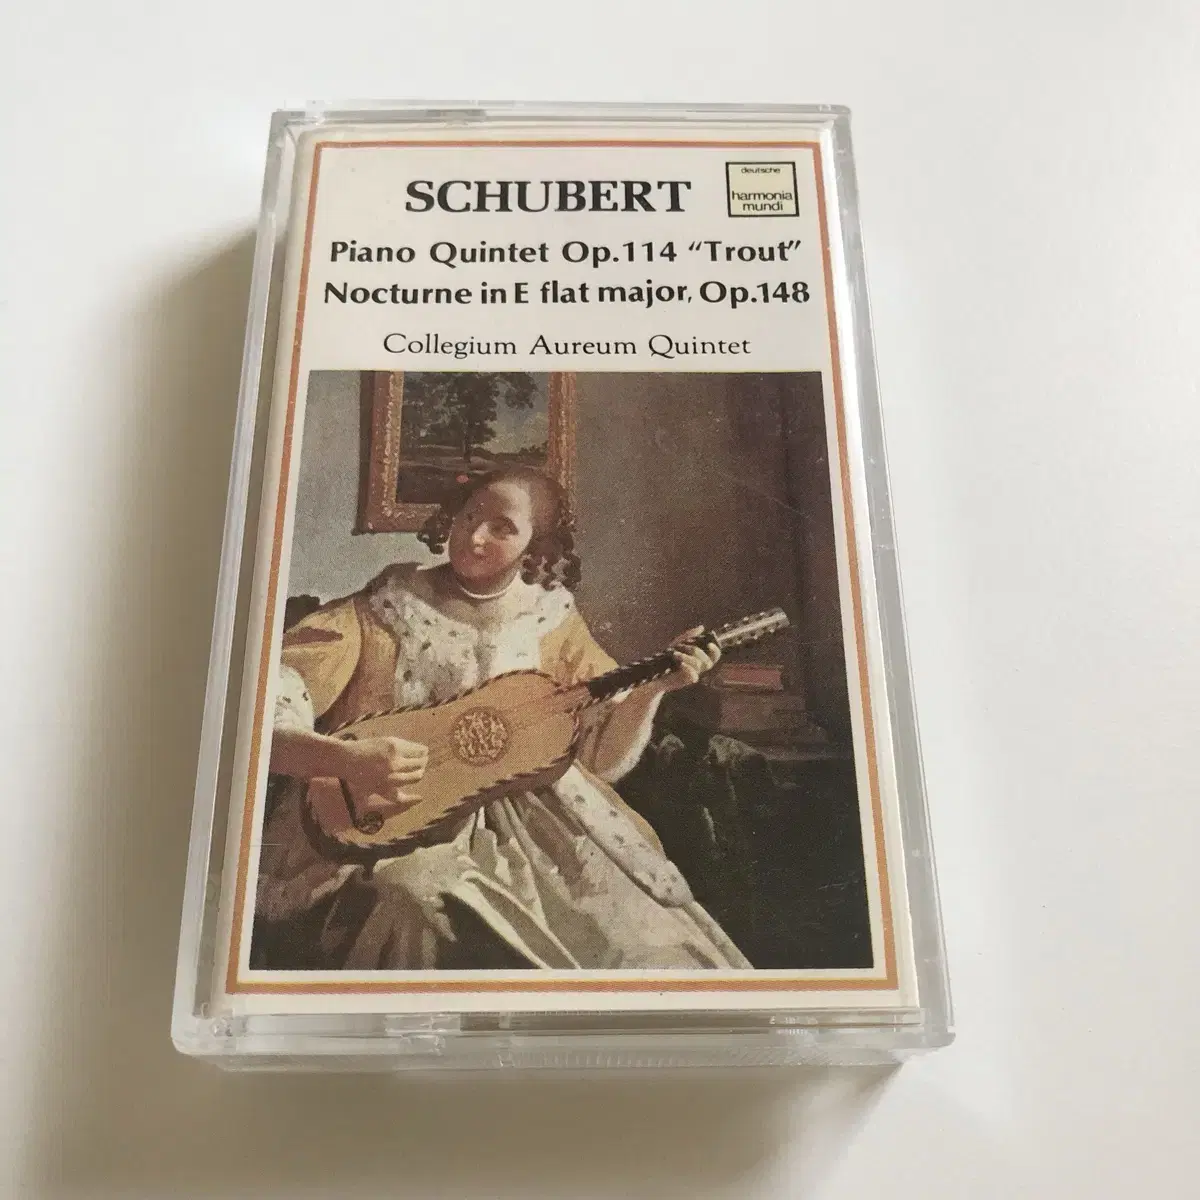 SCHUBERT
deutsche
harmonia
mundi
Piano Quintet Op.114 “Trout”
Nocturne in E flat major, Op.148
Collegium Aureum Quintet